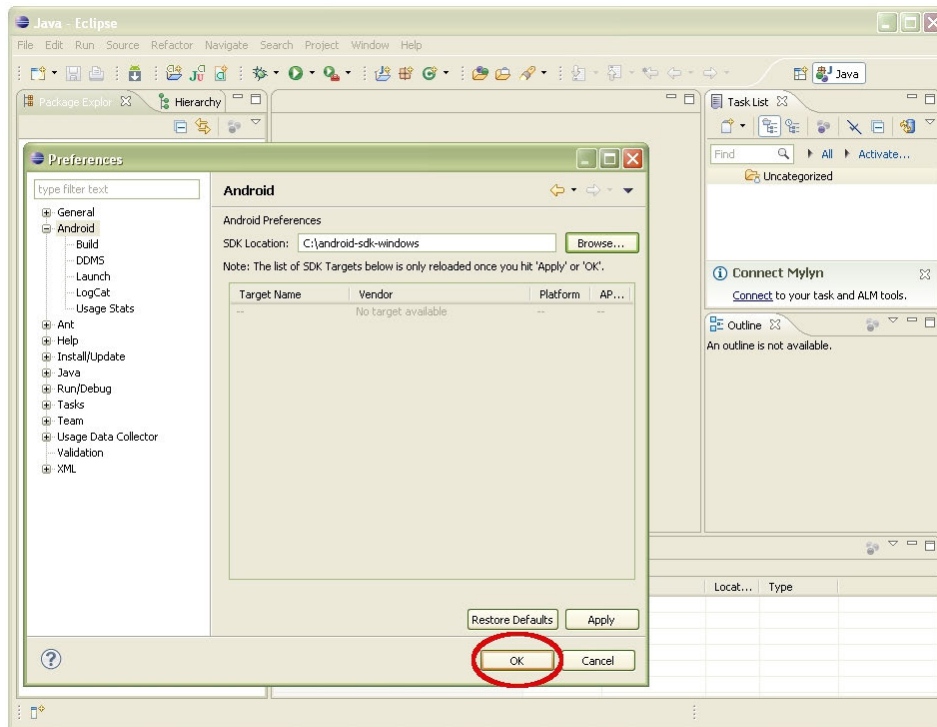 Java - Eclipse
File Edit Run Source Refactor Navigate Search Project Window Help
Java
Package Explor
Hierarchy
Task List
Find
All
Activate...
Uncategorized
Connect Mylyn
Connect to your task and ALM tools.
Outline
An outline is not available.
Locat...
Type
Preferences
type filter text
General
Android
Build
DDMS
Launch
LogCat
Usage Stats
Ant
Help
Install/Update
Java
Run/Debug
Tasks
Team
Usage Data Collector
Validation
XML
Android
Android Preferences
SDK Location: C:\android-sdk-windows Browse...
Note: The list of SDK Targets below is only reloaded once you hit 'Apply' or 'OK'.
Target Name Vendor Platform AP...
-- No target available -- --
Restore Defaults Apply
? OK Cancel